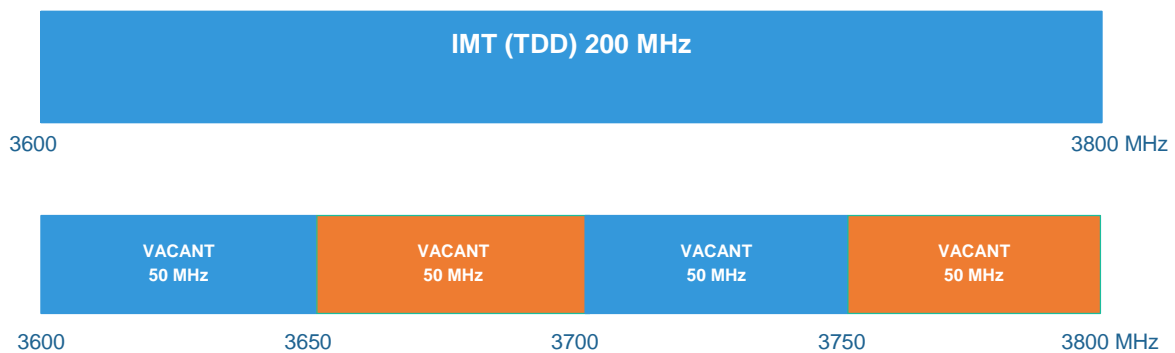 IMT (TDD) 200 MHz
3600 3800 MHz
VACANT VACANT VACANT VACANT
50 MHz 50 MHz 50 MHz 50 MHz
3600 3650 3700 3750 3800 MHz